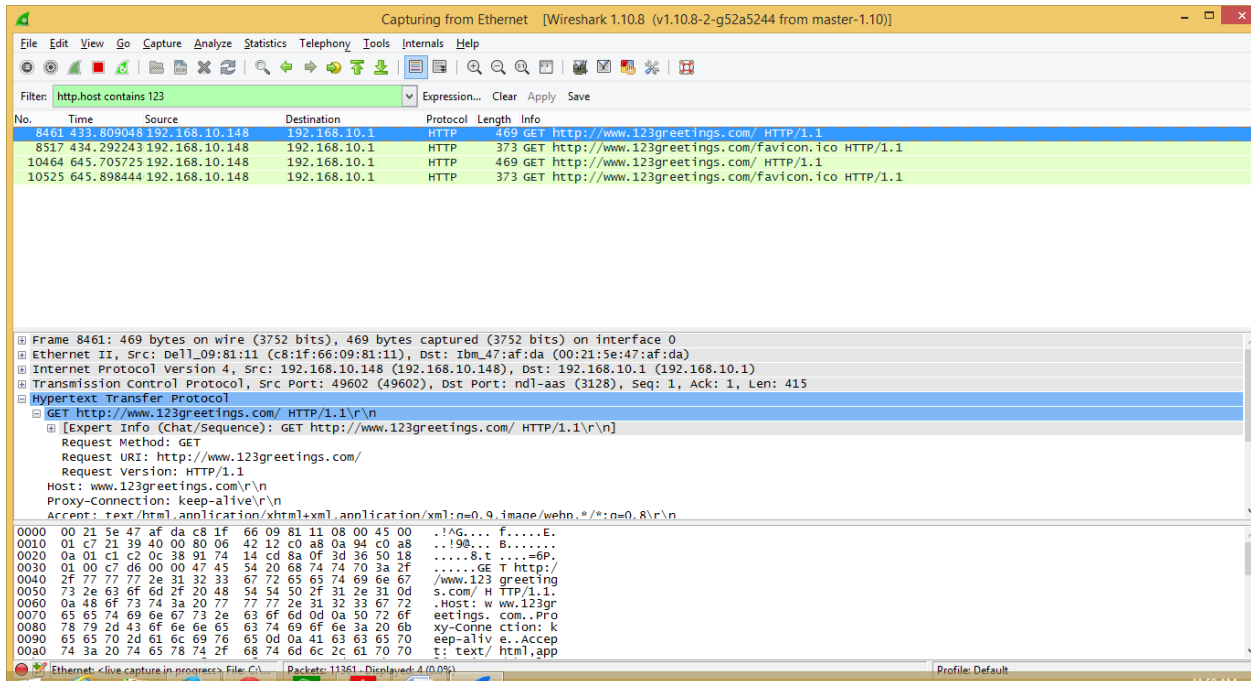 Capturing from Ethernet [Wireshark 1.10.8 (v1.10.8-2-g52a5244 from master-1.10)]
File Edit View Go Capture Analyze Statistics Telephony Tools Internals Help
Filter: http.host contains 123 Expression... Clear Apply Save
No. Time Source Destination Protocol Length Info
8461 433.809048 192.168.10.148 192.168.10.1 HTTP 469 GET http://www.123greetings.com/ HTTP/1.1
8517 434.292243 192.168.10.148 192.168.10.1 HTTP 373 GET http://www.123greetings.com/favicon.ico HTTP/1.1
10464 645.705725 192.168.10.148 192.168.10.1 HTTP 469 GET http://www.123greetings.com/ HTTP/1.1
10525 645.898444 192.168.10.148 192.168.10.1 HTTP 373 GET http://www.123greetings.com/favicon.ico HTTP/1.1
Frame 8461: 469 bytes on wire (3752 bits), 469 bytes captured (3752 bits) on interface 0
Ethernet II, Src: Dell_09:81:11 (c8:1f:66:09:81:11), Dst: Ibm_47:af:da (00:21:5e:47:af:da)
Internet Protocol Version 4, Src: 192.168.10.148 (192.168.10.148), Dst: 192.168.10.1 (192.168.10.1)
Transmission Control Protocol, Src Port: 49602 (49602), Dst Port: ndl-aas (3128), Seq: 1, Ack: 1, Len: 415
Hypertext Transfer Protocol
GET http://www.123greetings.com/ HTTP/1.1\r\n
[Expert Info (Chat/Sequence): GET http://www.123greetings.com/ HTTP/1.1\r\n]
Request Method: GET
Request URI: http://www.123greetings.com/
Request Version: HTTP/1.1
Host: www.123greetings.com\r\n
Proxy-Connection: keep-alive\r\n
Accept: text/html,application/xhtml+xml,application/xml;q=0.9,image/webp,*/*;q=0.8\r\n
0000 00 21 5e 47 af da c8 1f 66 09 81 11 08 00 45 00 .!^G.... f.....E.
0010 01 c7 21 39 40 00 80 06 42 12 c0 a8 0a 94 c0 a8 ..!9@... B.......
0020 0a 01 c1 c2 0c 38 91 74 14 cd 8a 0f 3d 36 50 18 .....8.t ....=6P.
0030 01 00 c7 d6 00 00 47 45 54 20 68 74 74 70 3a 2f ......GE T http:/
0040 2f 77 77 77 2e 31 32 33 67 72 65 65 74 69 6e 67 /www.123 greeting
0050 73 2e 63 6f 6d 2f 20 48 54 54 50 2f 31 2e 31 0d s.com/ H TTP/1.1.
0060 0a 48 6f 73 74 3a 20 77 77 77 2e 31 32 33 67 72 .Host: w ww.123gr
0070 65 65 74 69 6e 67 73 2e 63 6f 6d 0d 0a 50 72 6f eetings. com..Pro
0080 78 79 2d 43 6f 6e 6e 65 63 74 69 6f 6e 3a 20 6b xy-Conne ction: k
0090 65 65 70 2d 61 6c 69 76 65 0d 0a 41 63 63 65 70 eep-aliv e..Accep
00a0 74 3a 20 74 65 78 74 2f 68 74 6d 6c 2c 61 70 70 t: text/ html,app
Ethernet: <live capture in progress> File: C:\... Packets: 11361 · Displayed: 4 (0.0%) Profile: Default